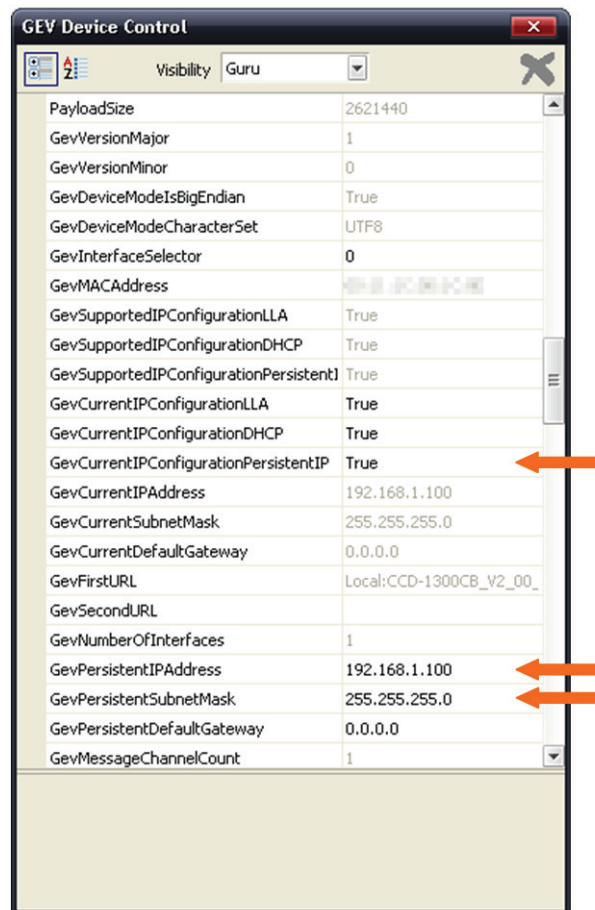 GEV Device Control
Visibility Guru
PayloadSize 2621440
GevVersionMajor 1
GevVersionMinor 0
GevDeviceModeIsBigEndian True
GevDeviceModeCharacterSet UTF8
GevInterfaceSelector 0
GevMACAddress
GevSupportedIPConfigurationLLA True
GevSupportedIPConfigurationDHCP True
GevSupportedIPConfigurationPersistentI True
GevCurrentIPConfigurationLLA True
GevCurrentIPConfigurationDHCP True
GevCurrentIPConfigurationPersistentIP True
GevCurrentIPAddress 192.168.1.100
GevCurrentSubnetMask 255.255.255.0
GevCurrentDefaultGateway 0.0.0.0
GevFirstURL Local:CCD-1300CB_V2_00_
GevSecondURL
GevNumberOfInterfaces 1
GevPersistentIPAddress 192.168.1.100
GevPersistentSubnetMask 255.255.255.0
GevPersistentDefaultGateway 0.0.0.0
GevMessageChannelCount 1